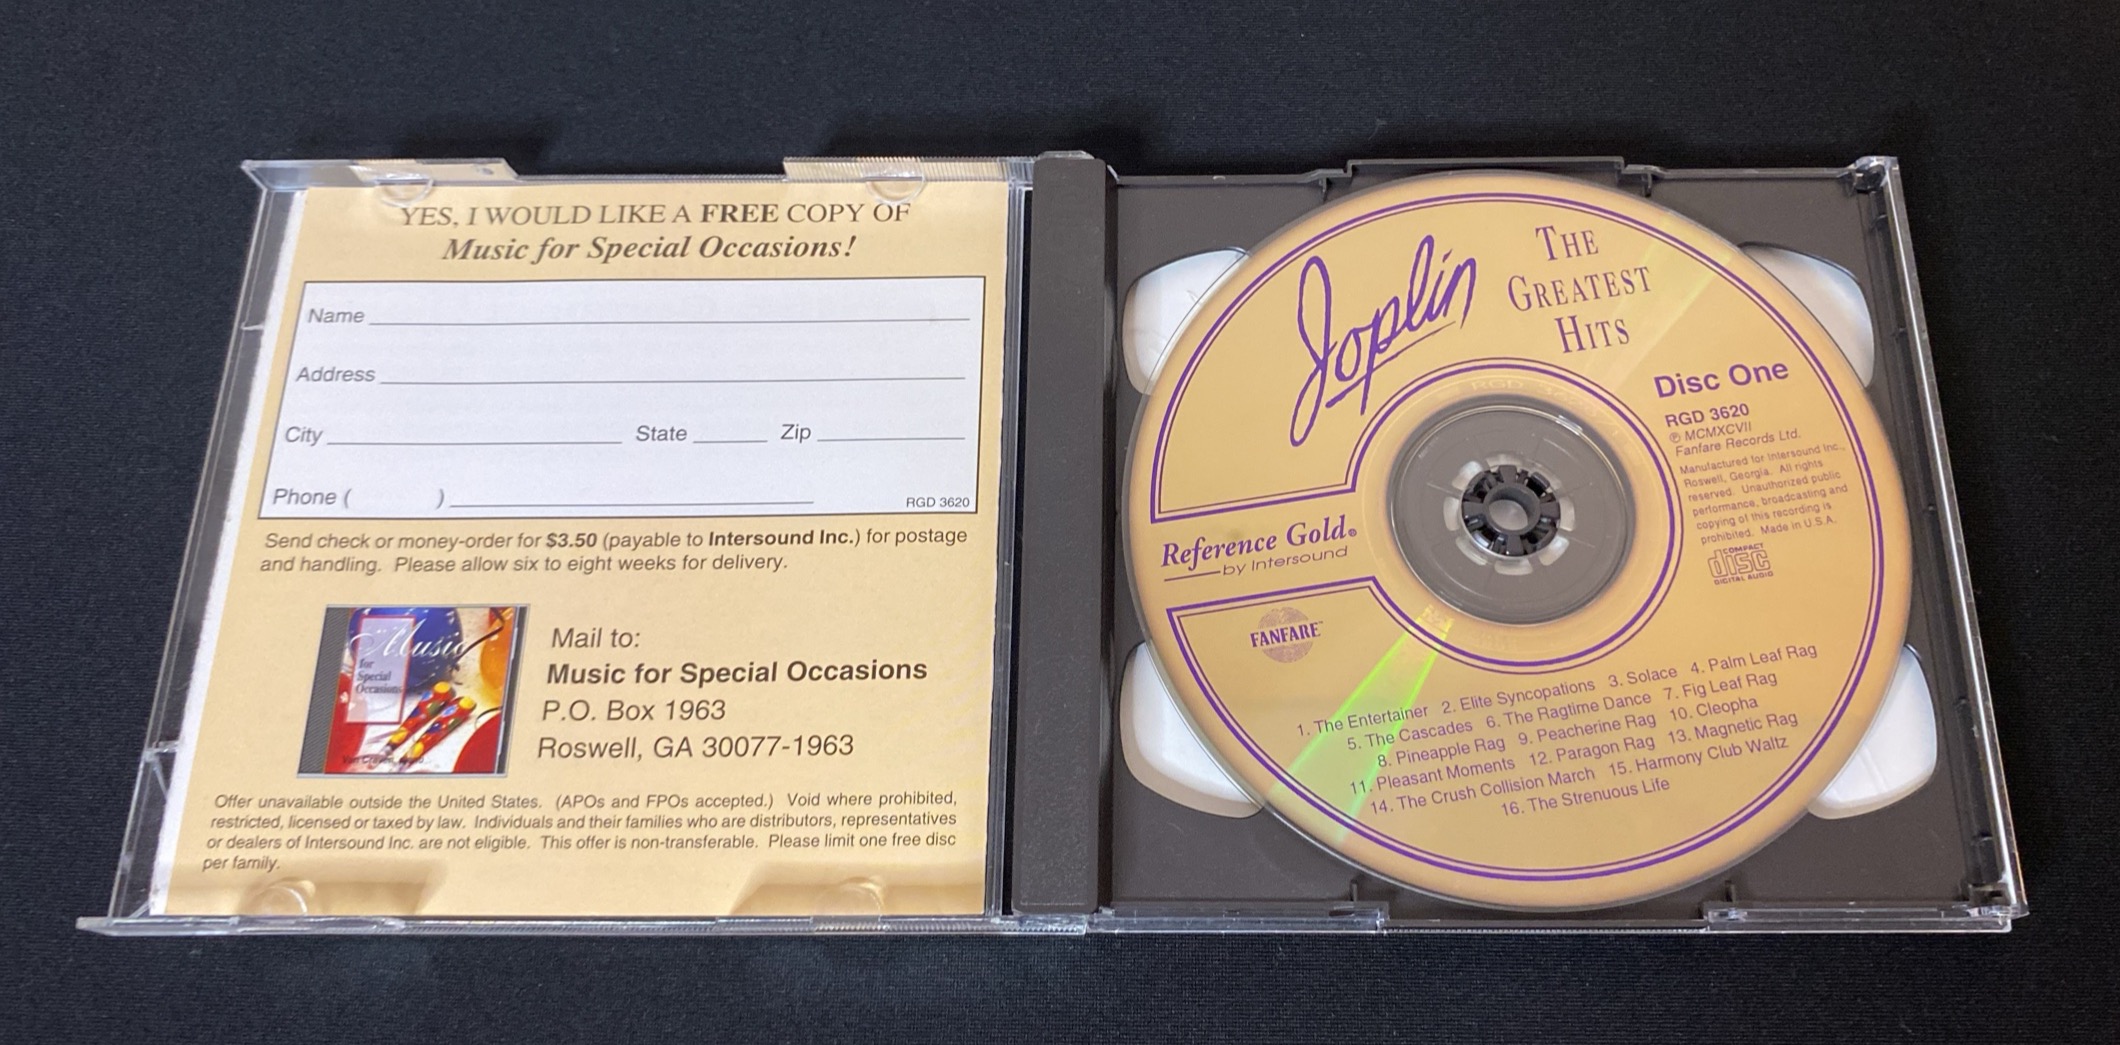 YES, I WOULD LIKE A FREE COPY OF
Music for Special Occasions!
Name
Address
City State Zip
Phone ( )
RGD 3620
Send check or money-order for $3.50 (payable to Intersound Inc.) for postage
and handling. Please allow six to eight weeks for delivery.
Music
for
Special
Occasions
Mail to:
Music for Special Occasions
P.O. Box 1963
Roswell, GA 30077-1963
Offer unavailable outside the United States. (APOs and FPOs accepted.) Void where prohibited,
restricted, licensed or taxed by law. Individuals and their families who are distributors, representatives
or dealers of Intersound Inc. are not eligible. This offer is non-transferable. Please limit one free disc
per family.
Joplin
THE
GREATEST
HITS
Disc One
RGD 3620
℗ MCMXCVII
Fanfare Records Ltd.
Manufactured for Intersound Inc.,
Roswell, Georgia. All rights
reserved. Unauthorized public
performance, broadcasting and
copying of this recording is
prohibited. Made in U.S.A.
COMPACT
disc
DIGITAL AUDIO
Reference Gold®
by Intersound
FANFARE™
1. The Entertainer 2. Elite Syncopations 3. Solace 4. Palm Leaf Rag
5. The Cascades 6. The Ragtime Dance 7. Fig Leaf Rag
8. Pineapple Rag 9. Peacherine Rag 10. Cleopha
11. Pleasant Moments 12. Paragon Rag 13. Magnetic Rag
14. The Crush Collision March 15. Harmony Club Waltz
16. The Strenuous Life